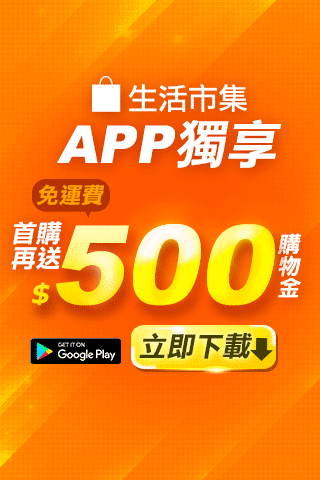 生活市集
APP獨享
免運費
首購
再送
$500
購物金
GET IT ON
Google Play
立即下載